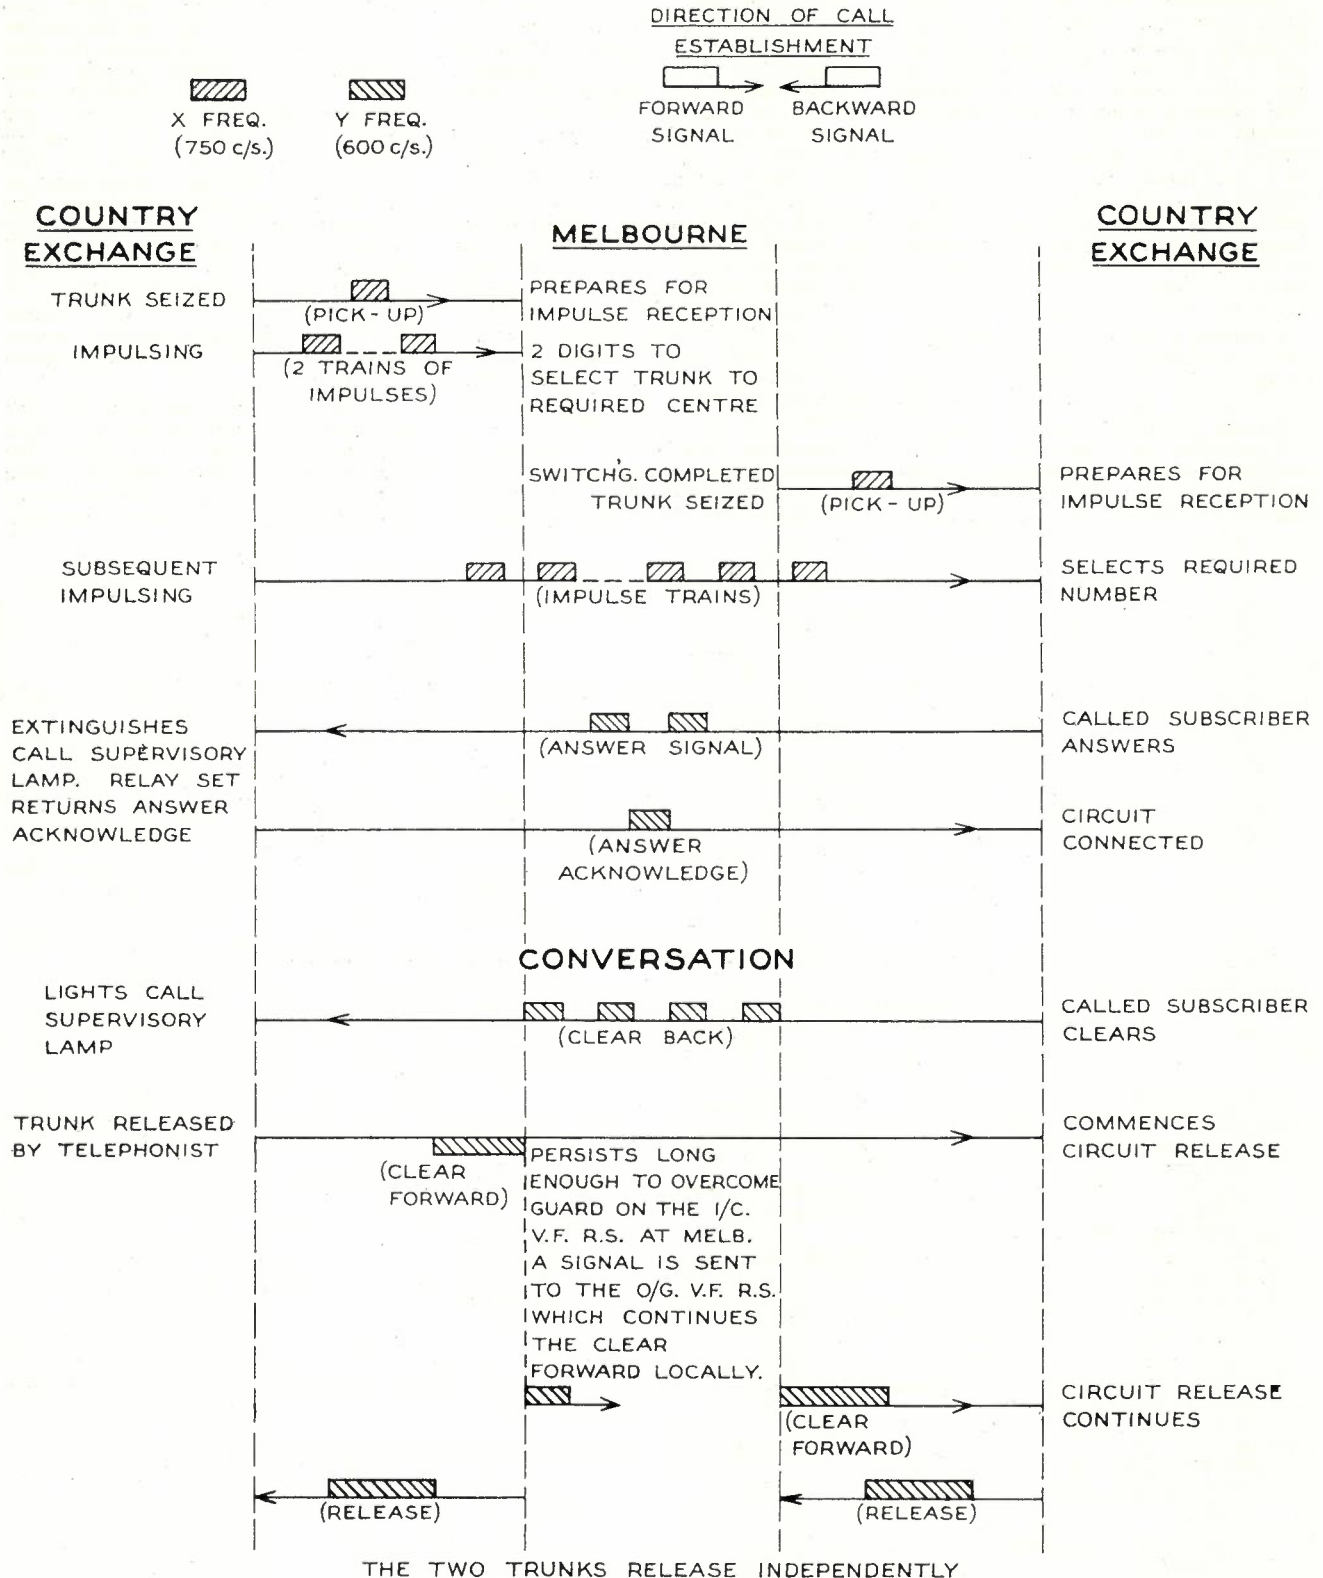 DIRECTION OF CALL
ESTABLISHMENT
X FREQ.
(750 c/s.)
Y FREQ.
(600 c/s.)
FORWARD
SIGNAL
BACKWARD
SIGNAL
COUNTRY
EXCHANGE
MELBOURNE
COUNTRY
EXCHANGE
TRUNK SEIZED
(PICK-UP)
PREPARES FOR
IMPULSE RECEPTION
IMPULSING
(2 TRAINS OF
IMPULSES)
2 DIGITS TO
SELECT TRUNK TO
REQUIRED CENTRE
SWITCH'G. COMPLETED
TRUNK SEIZED
(PICK-UP)
PREPARES FOR
IMPULSE RECEPTION
SUBSEQUENT
IMPULSING
(IMPULSE TRAINS)
SELECTS REQUIRED
NUMBER
EXTINGUISHES
CALL SUPERVISORY
LAMP. RELAY SET
RETURNS ANSWER
ACKNOWLEDGE
(ANSWER SIGNAL)
CALLED SUBSCRIBER
ANSWERS
(ANSWER
ACKNOWLEDGE)
CIRCUIT
CONNECTED
CONVERSATION
LIGHTS CALL
SUPERVISORY
LAMP
(CLEAR BACK)
CALLED SUBSCRIBER
CLEARS
TRUNK RELEASED
BY TELEPHONIST
(CLEAR
FORWARD)
PERSISTS LONG
ENOUGH TO OVERCOME
GUARD ON THE I/C.
V.F. R.S. AT MELB.
A SIGNAL IS SENT
TO THE O/G. V.F. R.S.
WHICH CONTINUES
THE CLEAR
FORWARD LOCALLY.
COMMENCES
CIRCUIT RELEASE
(CLEAR
FORWARD)
CIRCUIT RELEASE
CONTINUES
(RELEASE)
(RELEASE)
THE TWO TRUNKS RELEASE INDEPENDENTLY